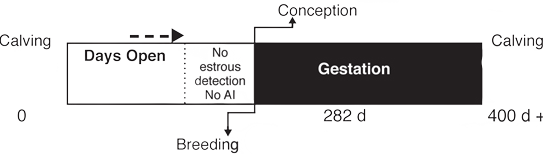 Conception
Calving
Calving
Days Open
No
estrous
detection
No AI
Gestation
0
282 d
400 d +
Breeding